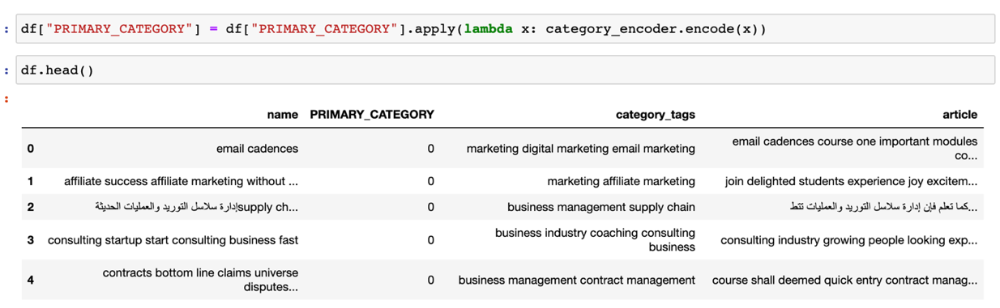 : df["PRIMARY_CATEGORY"] = df["PRIMARY_CATEGORY"].apply(lambda x: category_encoder.encode(x))
: df.head()
:
name PRIMARY_CATEGORY category_tags article
0 email cadences 0 marketing digital marketing email marketing email cadences course one important modules co...
1 affiliate success affiliate marketing without ... 0 marketing affiliate marketing join delighted students experience joy excitem...
2 إدارة سلاسل التوريد والعمليات الحديثةsupply ch... 0 business management supply chain كما تعلم فإن إدارة سلاسل التوريد والعمليات تتط...
3 consulting startup start consulting business fast 0 business industry coaching consulting business consulting industry growing people looking exp...
4 contracts bottom line claims universe disputes... 0 business management contract management course shall deemed quick entry contract manag...